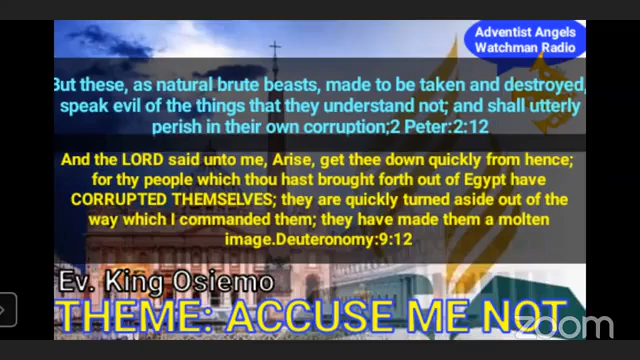 Adventist Angels
Watchman Radio
But these, as natural brute beasts, made to be taken and destroyed,
speak evil of the things that they understand not; and shall utterly
perish in their own corruption;2 Peter:2:12
And the LORD said unto me, Arise, get thee down quickly from hence;
for thy people which thou hast brought forth out of Egypt have
CORRUPTED THEMSELVES; they are quickly turned aside out of the
way which I commanded them; they have made them a molten
image.Deuteronomy:9:12
Ev. King Osiemo
THEME: ACCUSE ME NOT
zoom